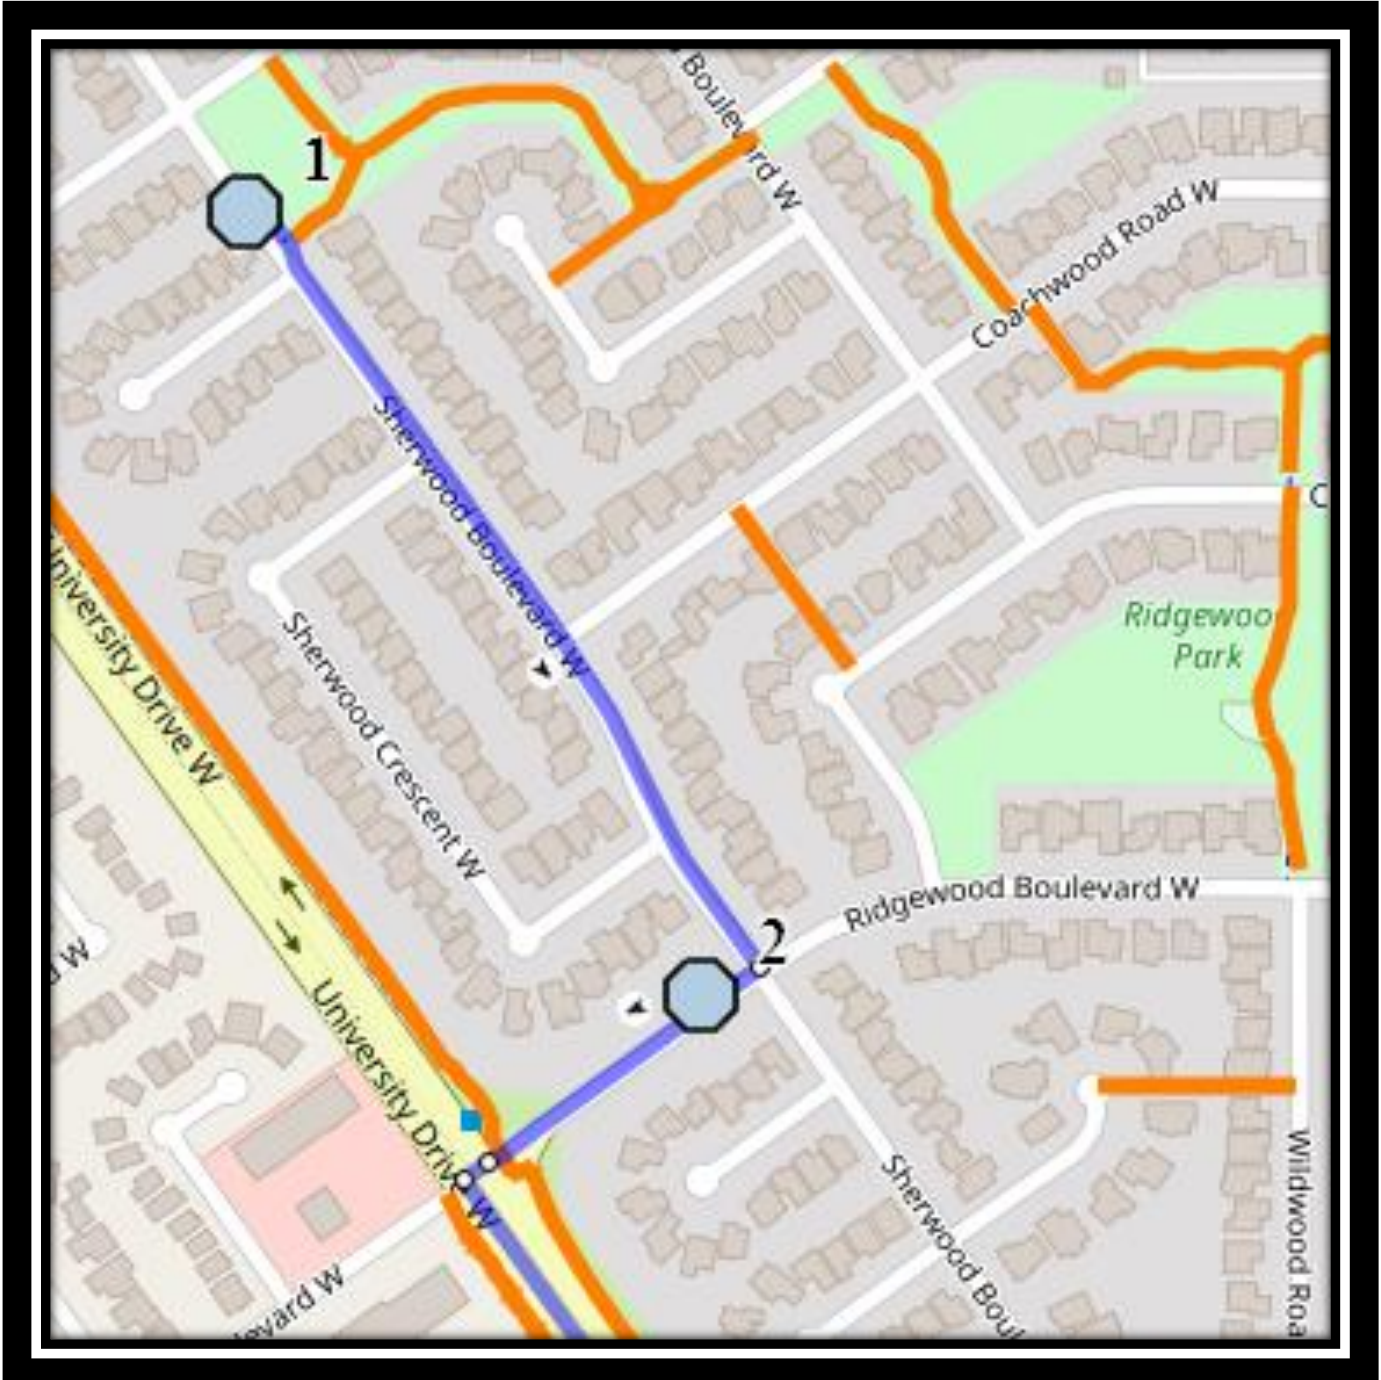 Boulevard W
1
Coachwood Road W
Sherwood Boulevard W
C
University Drive W
Ridgewoo
Park
Sherwood Crescent W
Ridgewood Boulevard W
2
d W
University Drive W
Sherwood Boul
Wildwood Roa
levard W